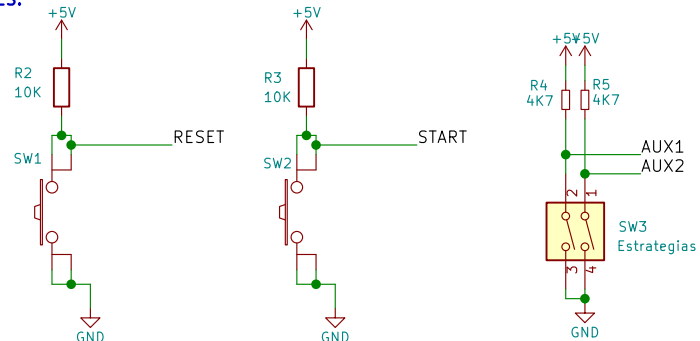 ES.
+5V
R2
10K
RESET
SW1
GND
+5V
R3
10K
START
SW2
GND
+5V
+5V
R4
4K7
R5
4K7
AUX1
AUX2
2
1
SW3
Estrategias
3
4
GND